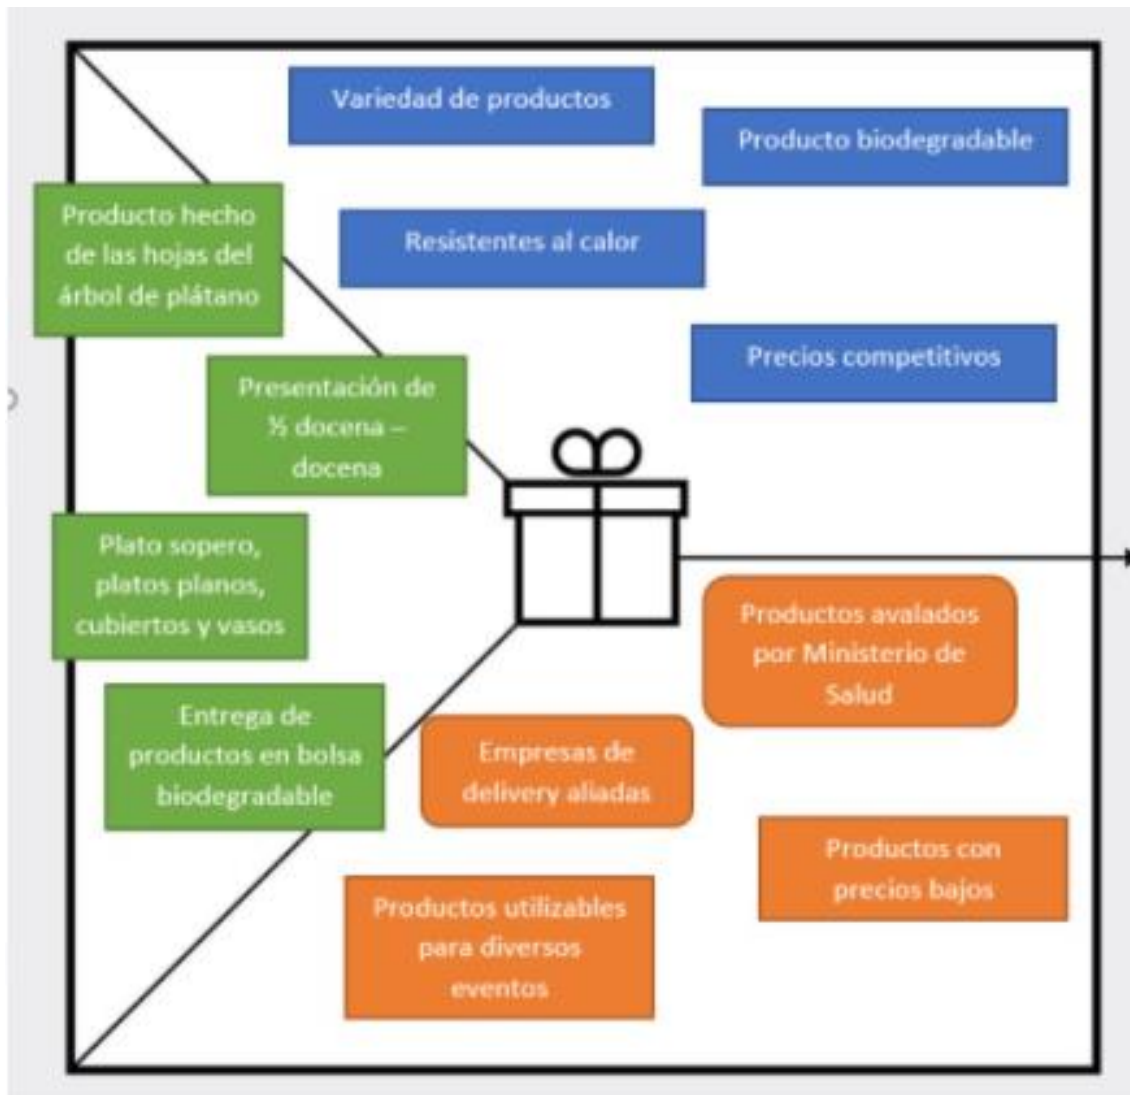 Variedad de productos
Producto biodegradable
Resistentes al calor
Precios competitivos
Producto hecho
de las hojas del
árbol de plátano
Presentación de
½ docena –
docena
Plato sopero,
platos planos,
cubiertos y vasos
Entrega de
productos en bolsa
biodegradable
Productos avalados
por Ministerio de
Salud
Empresas de
delivery aliadas
Productos con
precios bajos
Productos utilizables
para diversos
eventos